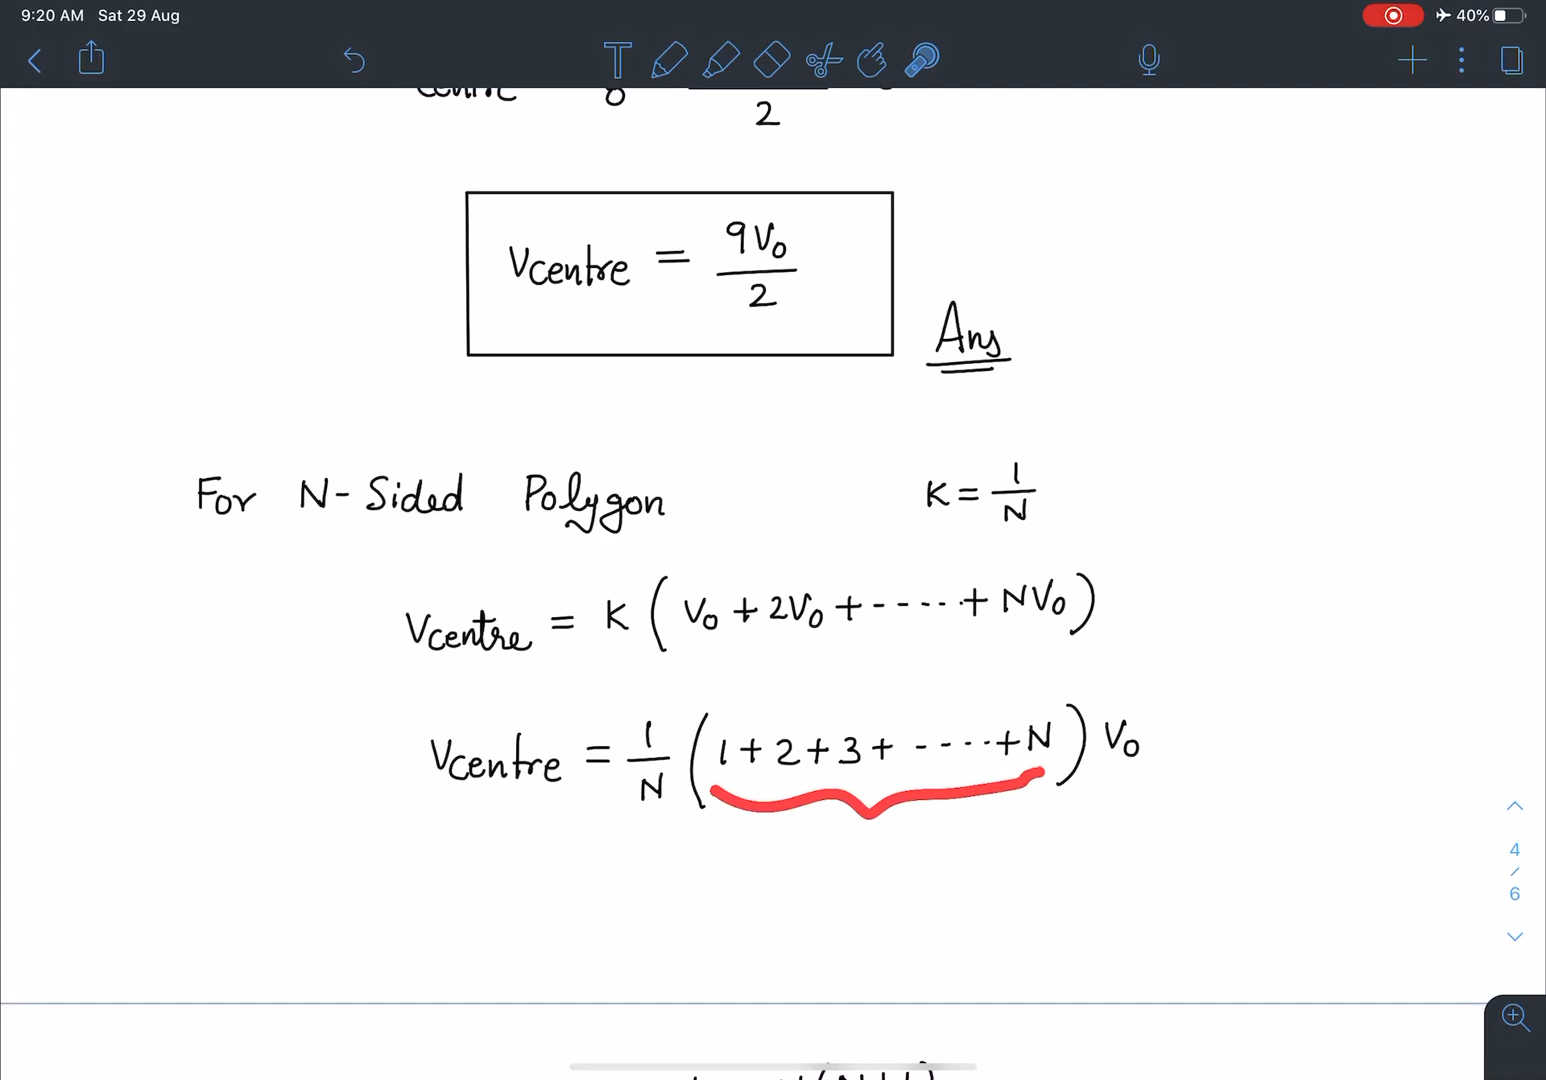 9:20 AM Sat 29 Aug 40%
2
Vcentre = 9V₀/2
Ans
For N-Sided Polygon K = 1/N
Vcentre = K ( V₀ + 2V₀ + -----·+ NV₀ )
Vcentre = 1/N ( 1+2+3+ ----·+N ) V₀
4
/
6